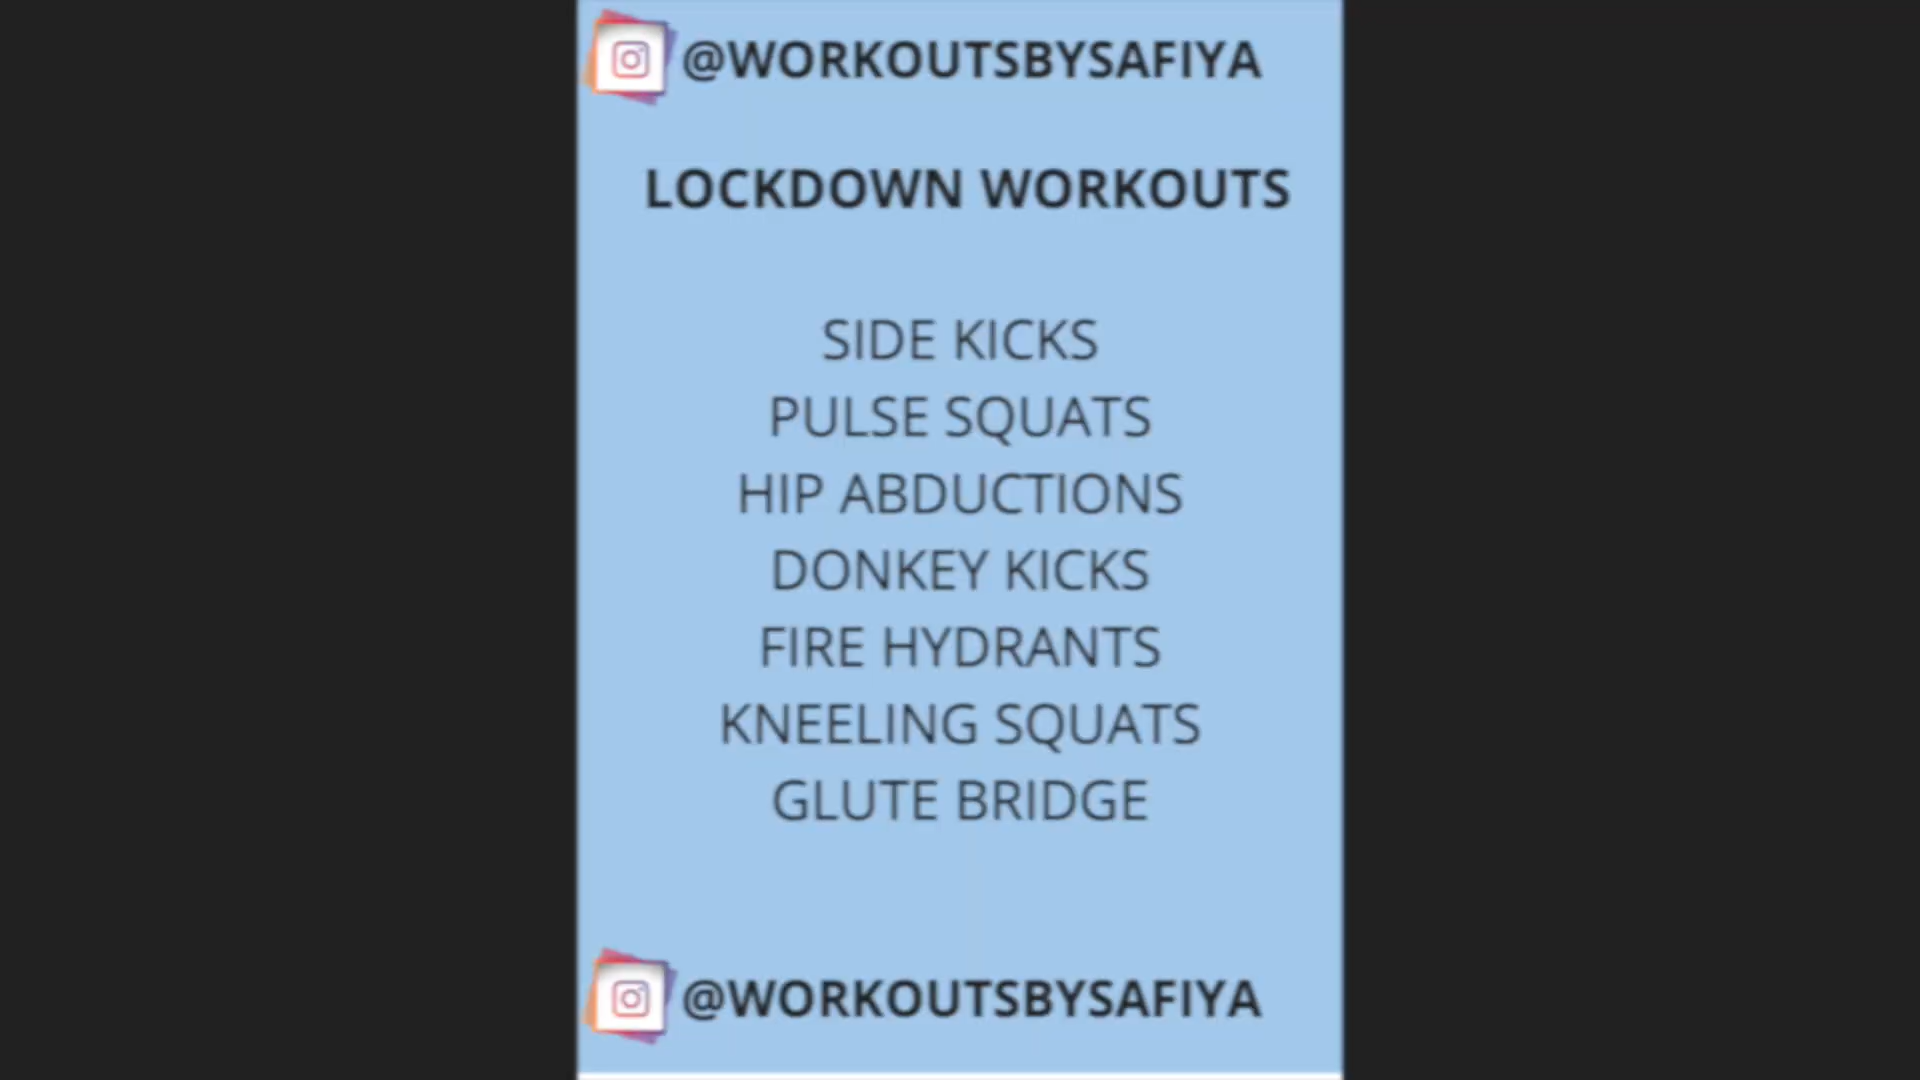 @WORKOUTSBYSAFIYA
LOCKDOWN WORKOUTS
SIDE KICKS
PULSE SQUATS
HIP ABDUCTIONS
DONKEY KICKS
FIRE HYDRANTS
KNEELING SQUATS
GLUTE BRIDGE
@WORKOUTSBYSAFIYA